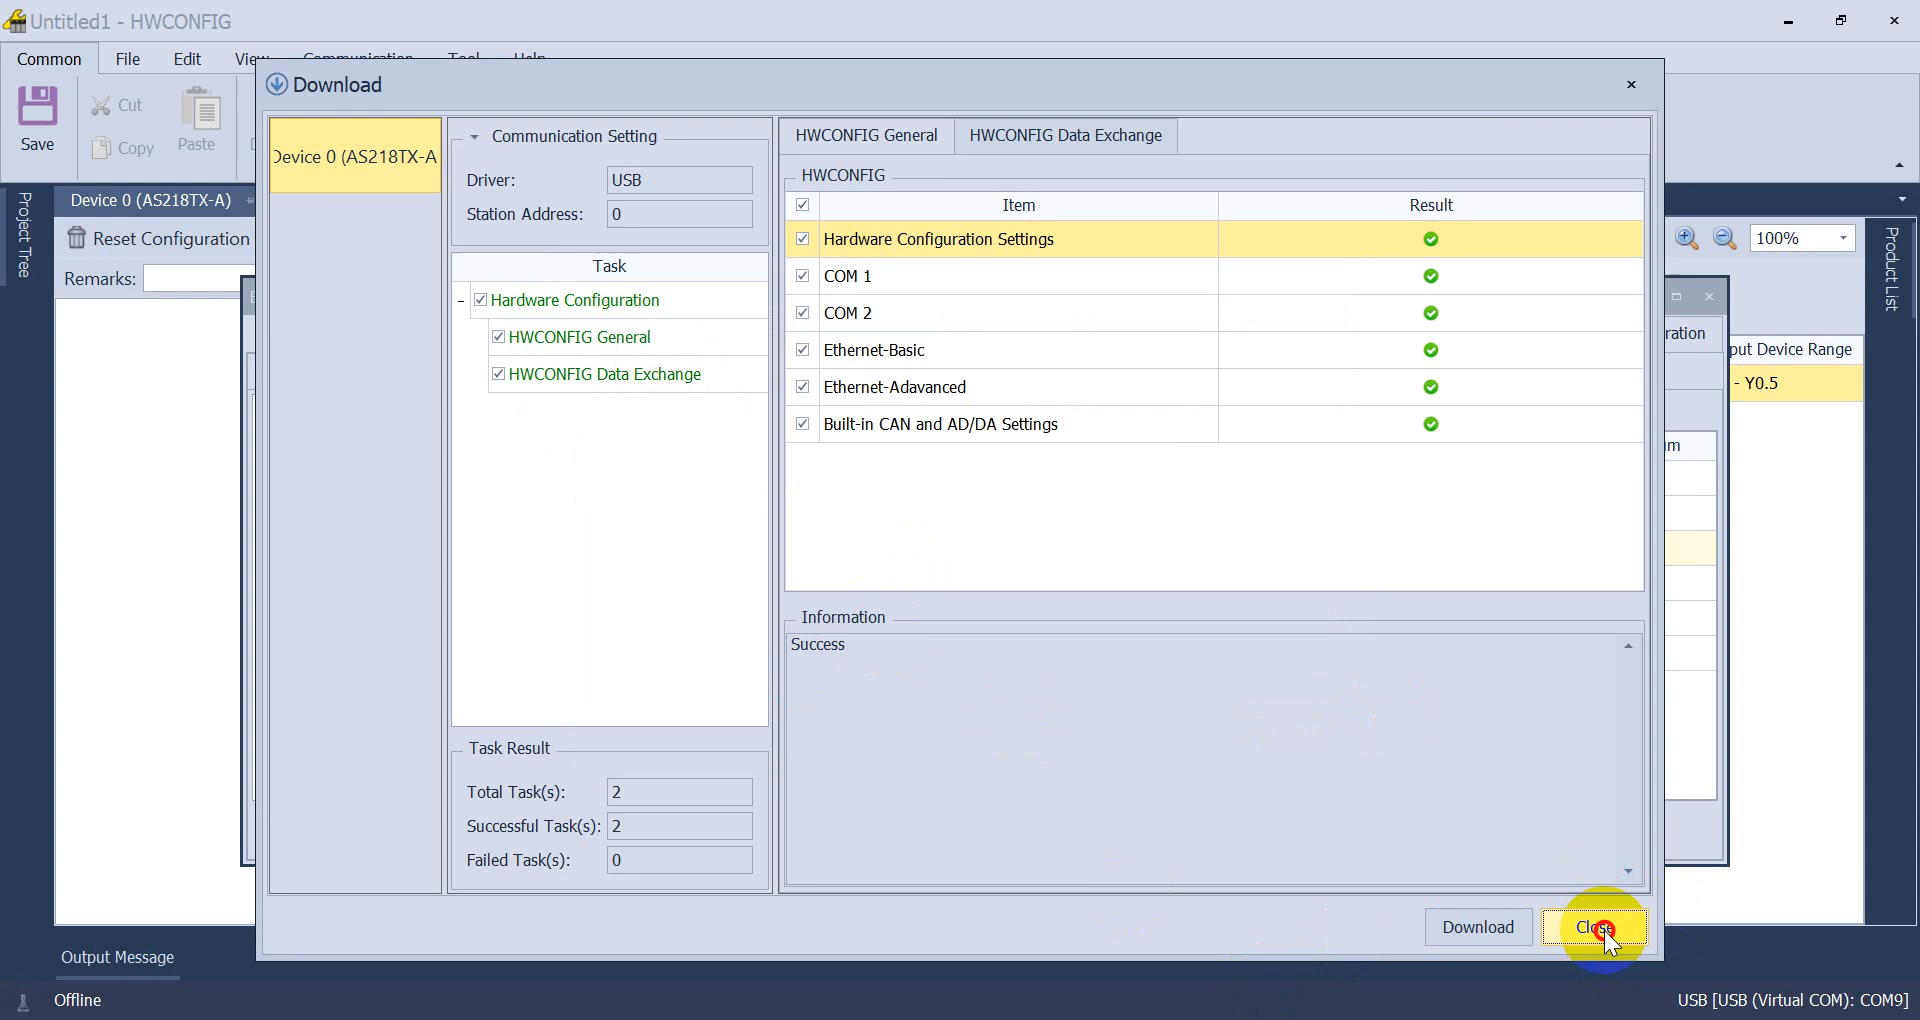 Untitled1 - HWCONFIG
Common File Edit View Communication Tool Help
Save
Cut
Copy
Paste
Device 0 (AS218TX-A)
Reset Configuration
Remarks:
Project Tree
Download
Device 0 (AS218TX-A
Communication Setting
Driver: USB
Station Address: 0
Task
Hardware Configuration
HWCONFIG General
HWCONFIG Data Exchange
Task Result
Total Task(s): 2
Successful Task(s): 2
Failed Task(s): 0
HWCONFIG General HWCONFIG Data Exchange
HWCONFIG
Item Result
Hardware Configuration Settings
COM 1
COM 2
Ethernet-Basic
Ethernet-Adavanced
Built-in CAN and AD/DA Settings
Information
Success
Download Close
100%
Product List
ration
put Device Range
- Y0.5
Output Message
Offline
USB [USB (Virtual COM): COM9]